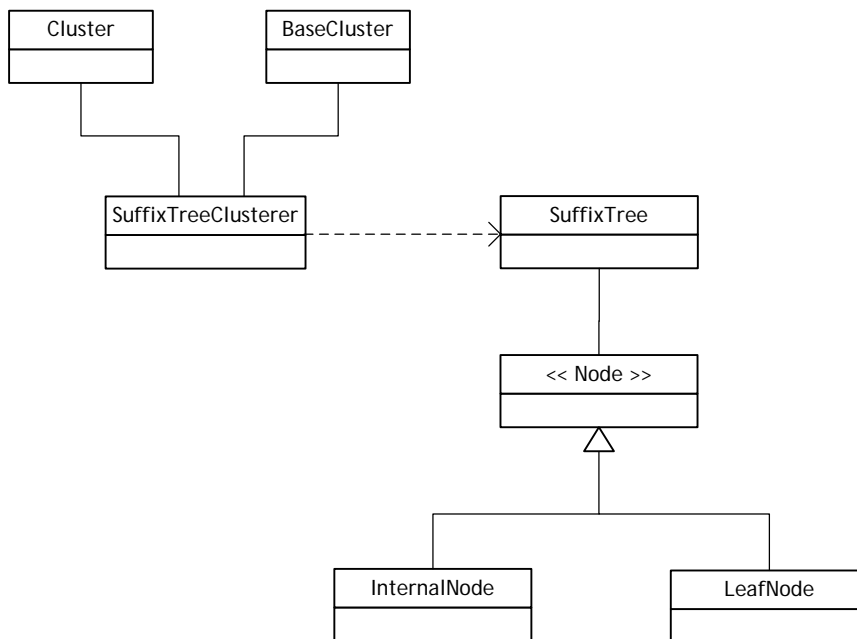 Cluster
BaseCluster
SuffixTreeClusterer
SuffixTree
<< Node >>
InternalNode
LeafNode